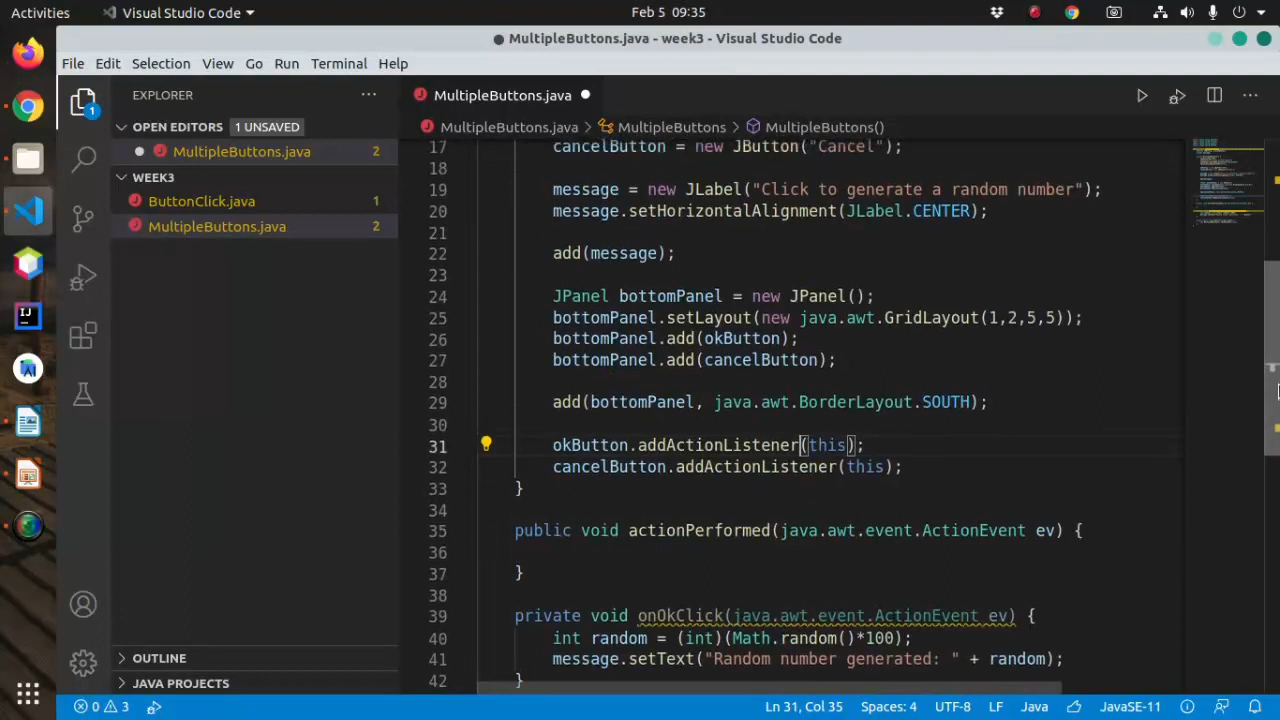 Activities Visual Studio Code Feb 5 09:35
MultipleButtons.java - week3 - Visual Studio Code
File Edit Selection View Go Run Terminal Help
EXPLORER
OPEN EDITORS 1 UNSAVED
MultipleButtons.java 2
WEEK3
ButtonClick.java 1
MultipleButtons.java 2
OUTLINE
JAVA PROJECTS
1
MultipleButtons.java
MultipleButtons.java > MultipleButtons > MultipleButtons()
17 cancelButton = new JButton("Cancel");
18
19 message = new JLabel("Click to generate a random number");
20 message.setHorizontalAlignment(JLabel.CENTER);
21
22 add(message);
23
24 JPanel bottomPanel = new JPanel();
25 bottomPanel.setLayout(new java.awt.GridLayout(1,2,5,5));
26 bottomPanel.add(okButton);
27 bottomPanel.add(cancelButton);
28
29 add(bottomPanel, java.awt.BorderLayout.SOUTH);
30
31 okButton.addActionListener(this);
32 cancelButton.addActionListener(this);
33 }
34
35 public void actionPerformed(java.awt.event.ActionEvent ev) {
36
37 }
38
39 private void onOkClick(java.awt.event.ActionEvent ev) {
40 int random = (int)(Math.random()*100);
41 message.setText("Random number generated: " + random);
42 }
0 3 Ln 31, Col 35 Spaces: 4 UTF-8 LF Java JavaSE-11